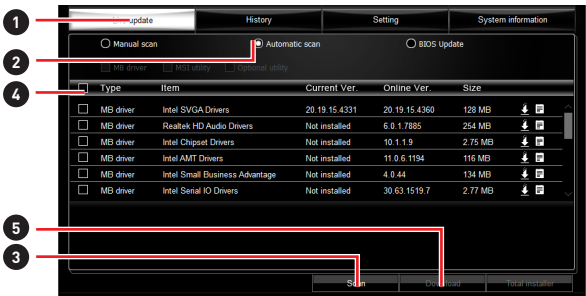 1 Live update History Setting System information
Manual scan Automatic scan BIOS Update
2
MB driver MSI utility Optional utility
4 Type Item Current Ver. Online Ver. Size
MB driver Intel SVGA Drivers 20.19.15.4331 20.19.15.4360 128 MB
MB driver Realtek HD Audio Drivers Not installed 6.0.1.7885 254 MB
MB driver Intel Chipset Drivers Not installed 10.1.1.9 2.75 MB
MB driver Intel AMT Drivers Not installed 11.0.6.1194 116 MB
MB driver Intel Small Business Advantage Not installed 4.0.44 134 MB
MB driver Intel Serial IO Drivers Not installed 30.63.1519.7 2.77 MB
5
3
Scan Download Total installer